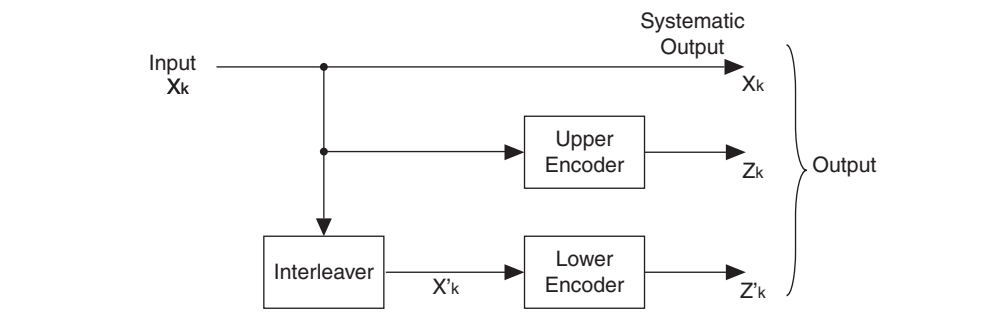 Systematic
Output
Input
Xk
Xk
Upper
Encoder
Zk
Output
Interleaver
X'k
Lower
Encoder
Z'k